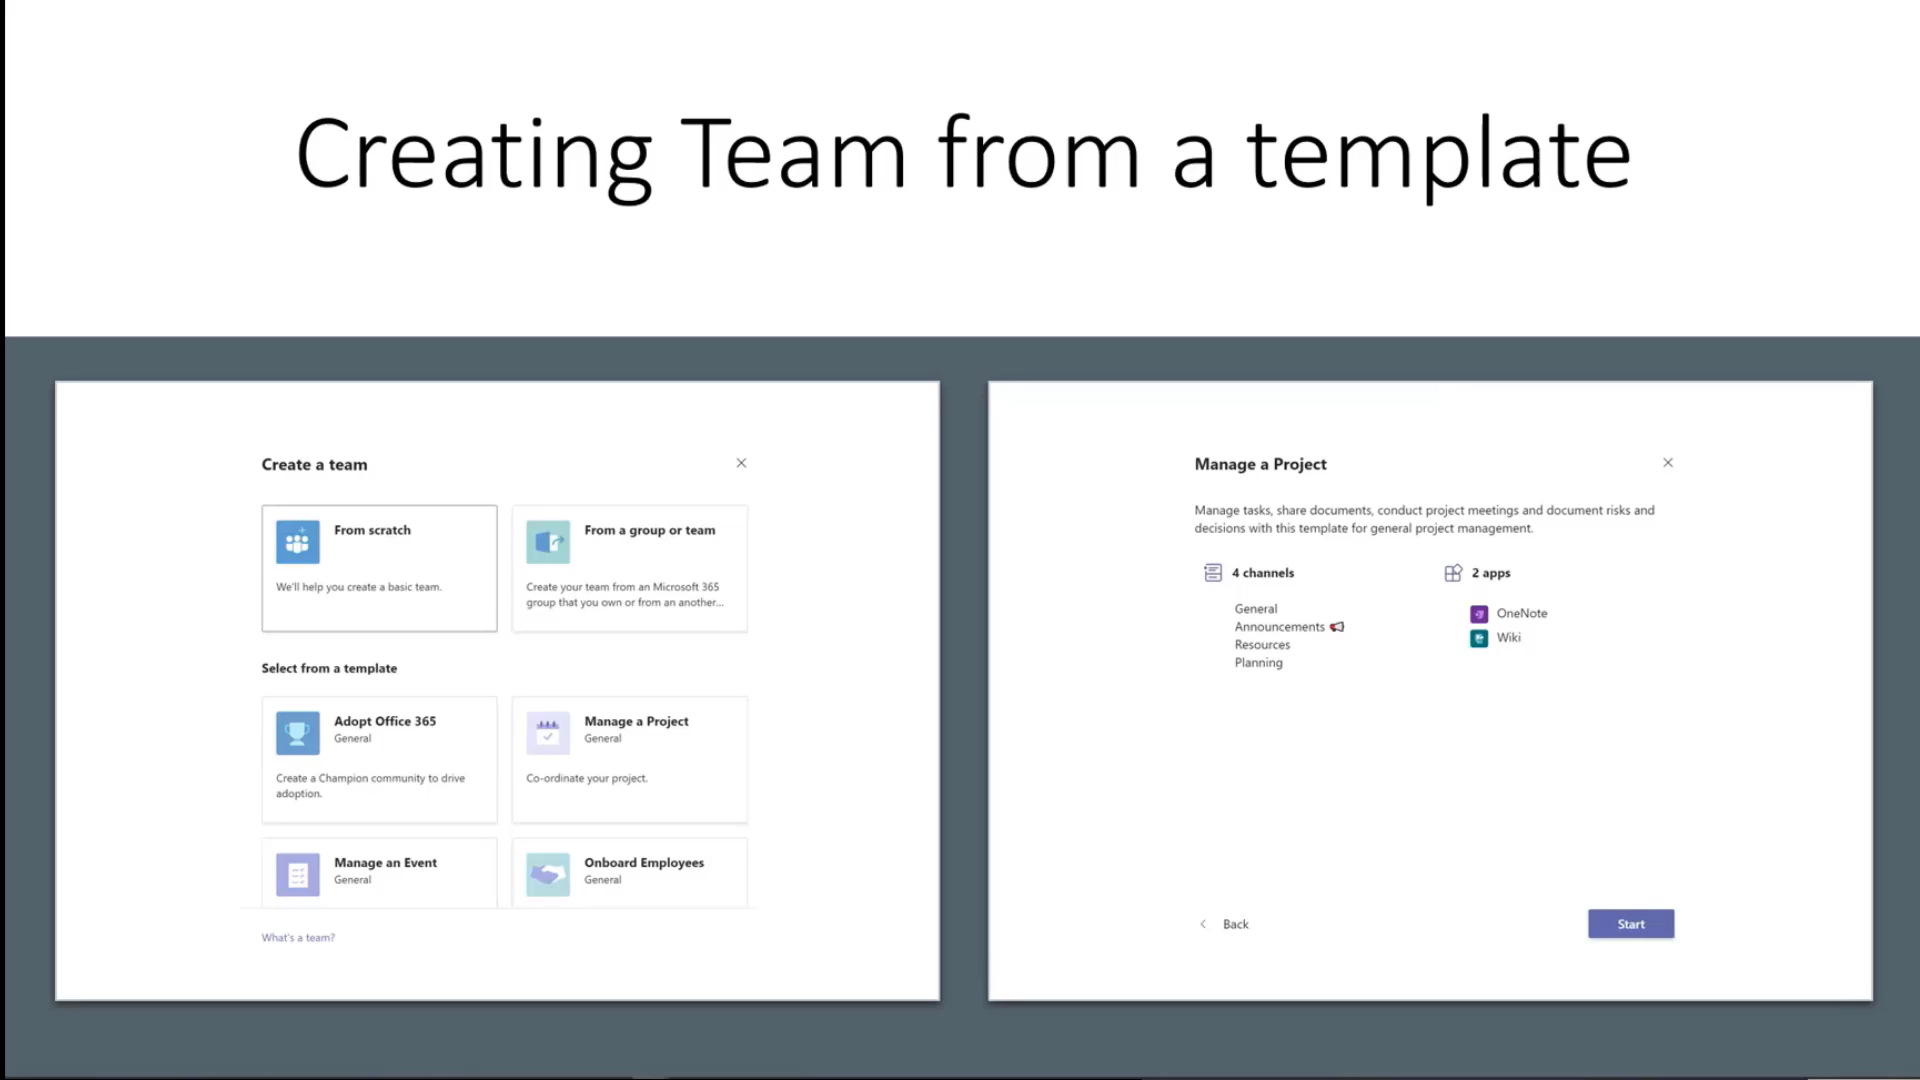 Creating Team from a template
Create a team
From scratch
We'll help you create a basic team.
From a group or team
Create your team from an Microsoft 365
group that you own or from an another...
Select from a template
Adopt Office 365
General
Create a Champion community to drive
adoption.
Manage a Project
General
Co-ordinate your project.
Manage an Event
General
Onboard Employees
General
What's a team?
Manage a Project
Manage tasks, share documents, conduct project meetings and document risks and
decisions with this template for general project management.
4 channels
General
Announcements
Resources
Planning
2 apps
OneNote
Wiki
Back
Start